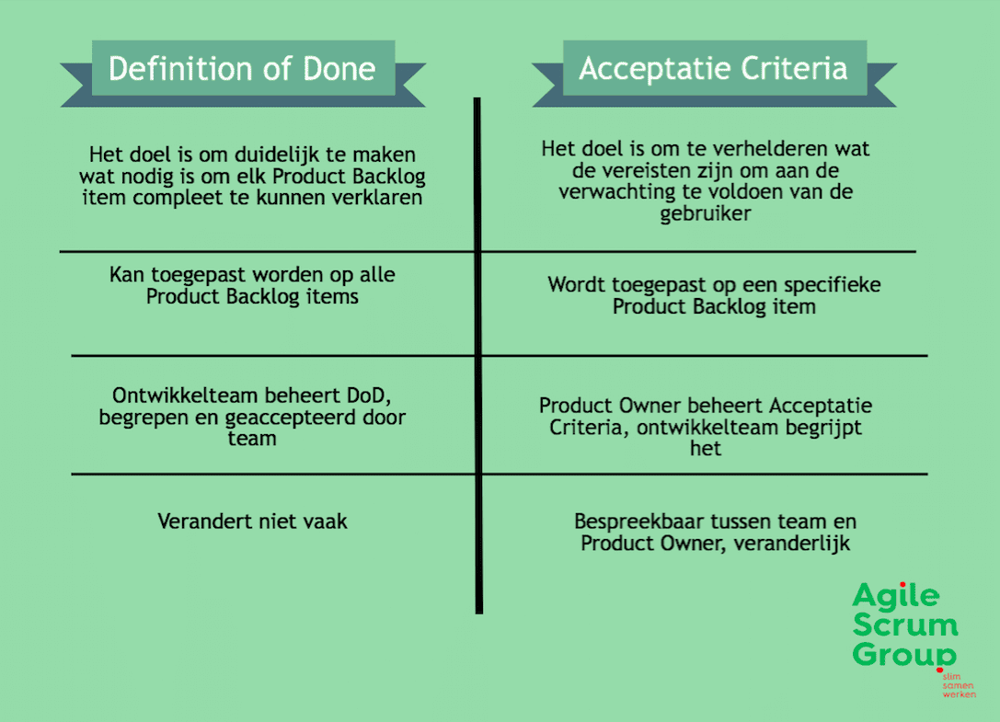 Definition of Done
Acceptatie Criteria
Het doel is om duidelijk te maken
wat nodig is om elk Product Backlog
item compleet te kunnen verklaren
Het doel is om te verhelderen wat
de vereisten zijn om aan de
verwachting te voldoen van de
gebruiker
Kan toegepast worden op alle
Product Backlog items
Wordt toegepast op een specifieke
Product Backlog item
Ontwikkelteam beheert DoD,
begrepen en geaccepteerd door
team
Product Owner beheert Acceptatie
Criteria, ontwikkelteam begrijpt
het
Verandert niet vaak
Bespreekbaar tussen team en
Product Owner, veranderlijk
Agile
Scrum
Group
slim
samen
werken